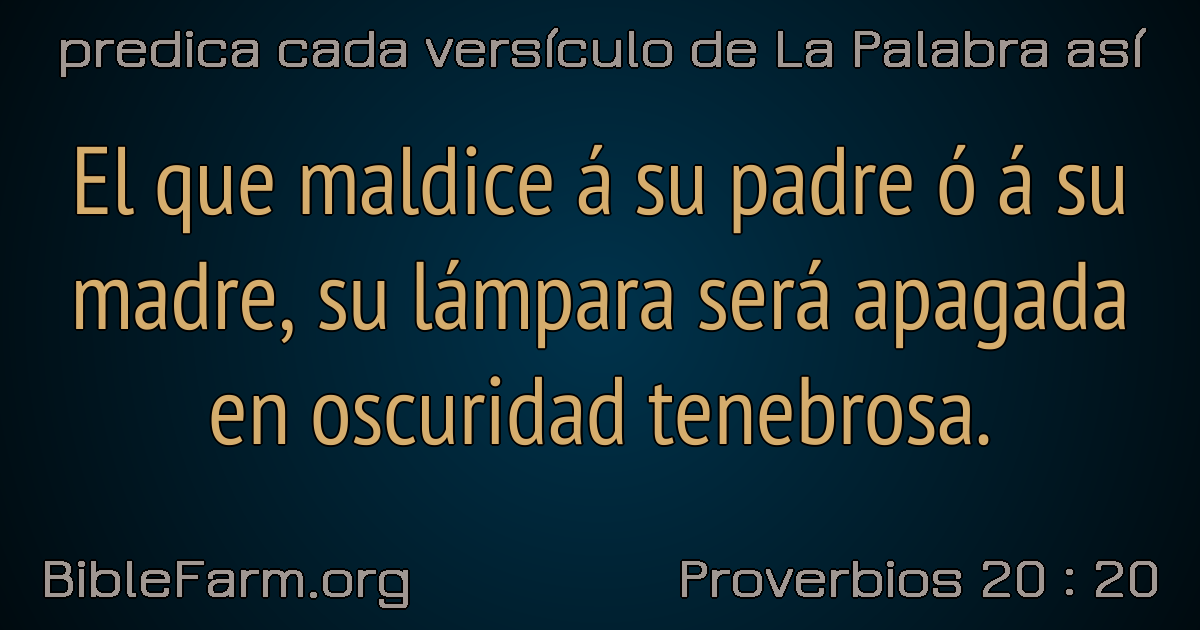 predica cada versículo de La Palabra así
El que maldice á su padre ó á su
madre, su lámpara será apagada
en oscuridad tenebrosa.
BibleFarm.org
Proverbios 20 : 20